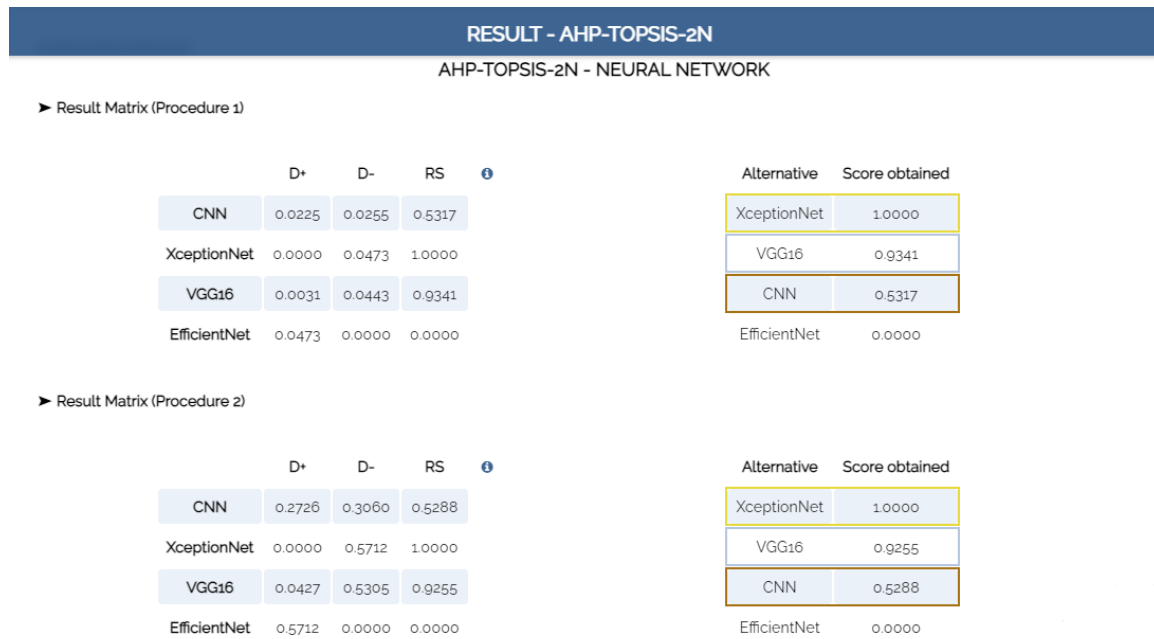 RESULT - AHP-TOPSIS-2N
AHP-TOPSIS-2N - NEURAL NETWORK
➤ Result Matrix (Procedure 1)
D+ D- RS Alternative Score obtained
CNN 0.0225 0.0255 0.5317 XceptionNet 1.0000
XceptionNet 0.0000 0.0473 1.0000 VGG16 0.9341
VGG16 0.0031 0.0443 0.9341 CNN 0.5317
EfficientNet 0.0473 0.0000 0.0000 EfficientNet 0.0000
➤ Result Matrix (Procedure 2)
D+ D- RS Alternative Score obtained
CNN 0.2726 0.3060 0.5288 XceptionNet 1.0000
XceptionNet 0.0000 0.5712 1.0000 VGG16 0.9255
VGG16 0.0427 0.5305 0.9255 CNN 0.5288
EfficientNet 0.5712 0.0000 0.0000 EfficientNet 0.0000